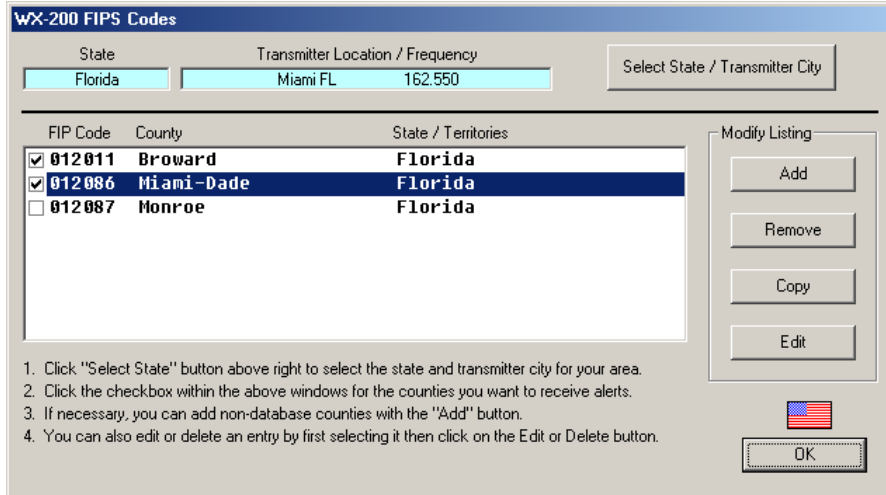 WX-200 FIPS Codes
State Transmitter Location / Frequency
Florida Miami FL 162.550 Select State / Transmitter City
FIP Code County State / Territories Modify Listing
012011 Broward Florida
012086 Miami-Dade Florida
012087 Monroe Florida
Add
Remove
Copy
Edit
1. Click "Select State" button above right to select the state and transmitter city for your area.
2. Click the checkbox within the above windows for the counties you want to receive alerts.
3. If necessary, you can add non-database counties with the "Add" button.
4. You can also edit or delete an entry by first selecting it then click on the Edit or Delete button.
OK